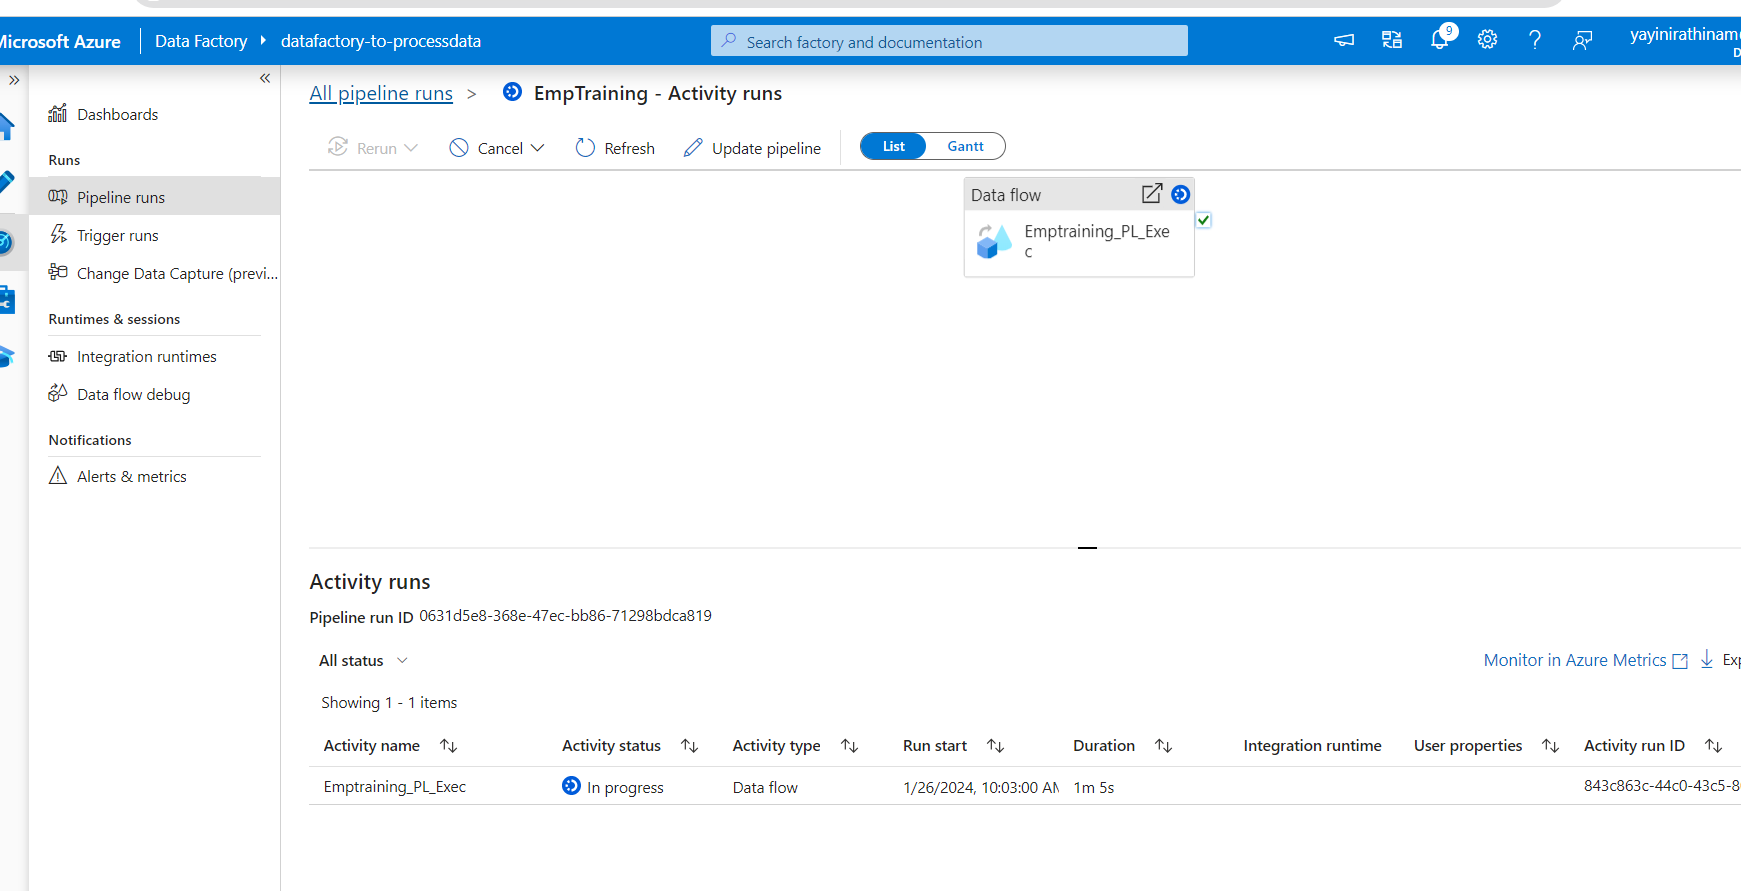 Microsoft Azure Data Factory datafactory-to-processdata
Search factory and documentation
9
yayinirathinam
All pipeline runs > EmpTraining - Activity runs
Rerun Cancel Refresh Update pipeline List Gantt
Dashboards
Runs
Pipeline runs
Trigger runs
Change Data Capture (previ...
Runtimes & sessions
Integration runtimes
Data flow debug
Notifications
Alerts & metrics
Data flow
Emptraining_PL_Exe
c
Activity runs
Pipeline run ID 0631d5e8-368e-47ec-bb86-71298bdca819
All status
Monitor in Azure Metrics
Showing 1 - 1 items
Activity name Activity status Activity type Run start Duration Integration runtime User properties Activity run ID
Emptraining_PL_Exec In progress Data flow 1/26/2024, 10:03:00 AM 1m 5s 843c863c-44c0-43c5-8